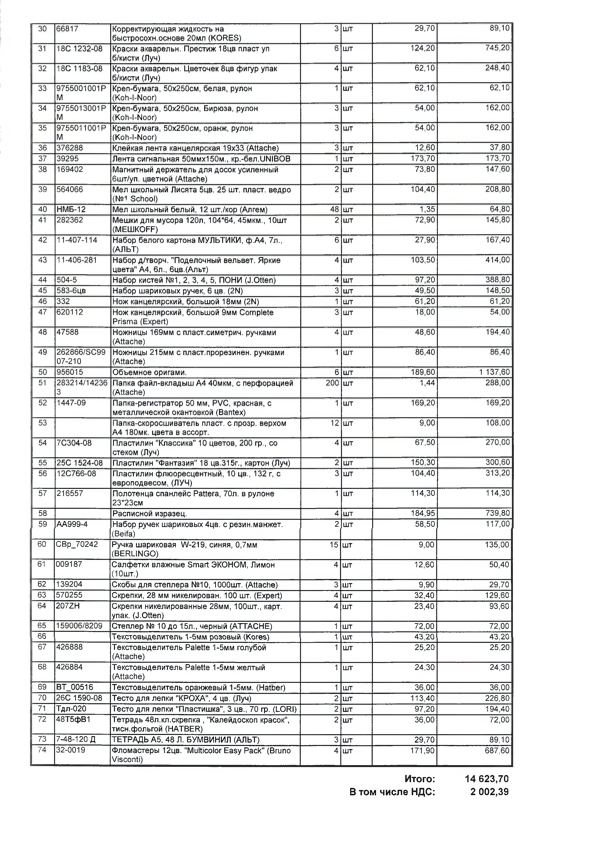 30 66817 Корректирующая жидкость на 3 шт 29,70 89,10
быстросохн.основе 20мл (KORES)
31 18С 1232-08 Краски акварельн. Престиж 18цв пласт уп 6 шт 124,20 745,20
б/кисти (Луч)
32 18С 1183-08 Краски акварельн. Цветочек 8цв фигур упак 4 шт 62,10 248,40
б/кисти (Луч)
33 9755001001Р Креп-бумага, 50х250см, белая, рулон 1 шт 62,10 62,10
М (Koh-I-Noor)
34 9755013001Р Креп-бумага, 50х250см, Бирюза, рулон 3 шт 54,00 162,00
М (Koh-I-Noor)
35 9755011001Р Креп-бумага, 50х250см, оранж, рулон 3 шт 54,00 162,00
М (Koh-I-Noor)
36 376288 Клейкая лента канцелярская 19х33 (Attache) 3 шт 12,60 37,80
37 39295 Лента сигнальная 50ммх150м., кр.-бел.UNIBOB 1 шт 173,70 173,70
38 169402 Магнитный держатель для досок усиленный 2 шт 73,80 147,60
6шт/уп. цветной (Attache)
39 564066 Мел школьный Лисята 5цв. 25 шт. пласт. ведро 2 шт 104,40 208,80
(№1 School)
40 НМБ-12 Мел школьный белый, 12 шт./кор (Алгем) 48 шт 1,35 64,80
41 282362 Мешки для мусора 120л, 104*64, 45мкм., 10шт 2 шт 72,90 145,80
(МЕШКОFF)
42 11-407-114 Набор белого картона МУЛЬТИКИ, ф.А4, 7л., 6 шт 27,90 167,40
(АЛЬТ)
43 11-406-281 Набор д/творч. "Поделочный вельвет. Яркие 4 шт 103,50 414,00
цвета" А4, 6л., 6цв.(Альт)
44 504-5 Набор кистей №1, 2, 3, 4, 5, ПОНИ (J.Otten) 4 шт 97,20 388,80
45 583-6цв Набор шариковых ручек, 6 цв. (2N) 3 шт 49,50 148,50
46 332 Нож канцелярский, большой 18мм (2N) 1 шт 61,20 61,20
47 620112 Нож канцелярский, большой 9мм Complete 3 шт 18,00 54,00
Prisma (Expert)
48 47588 Ножницы 169мм с пласт.симетрич. ручками 4 шт 48,60 194,40
(Attache)
49 262866/SC99 Ножницы 215мм с пласт.прорезинен. ручками 1 шт 86,40 86,40
07-210 (Attache)
50 956015 Объемное оригами. 6 шт 189,60 1 137,60
51 283214/14236 Папка файл-вкладыш А4 40мкм, с перфорацией 200 шт 1,44 288,00
3 (Attache)
52 1447-09 Папка-регистратор 50 мм, PVC, красная, с 1 шт 169,20 169,20
металлической окантовкой (Bantex)
53 Папка-скоросшиватель пласт. с прозр. верхом 12 шт 9,00 108,00
А4 180мк. цвета в ассорт.
54 7С304-08 Пластилин "Классика" 10 цветов, 200 гр., со 4 шт 67,50 270,00
стеком (Луч)
55 25С 1524-08 Пластилин "Фантазия" 18 цв.315г., картон (Луч) 2 шт 150,30 300,60
56 12С766-08 Пластилин флюоресцентный, 10 цв., 132 г, с 3 шт 104,40 313,20
европодвесом, (ЛУЧ)
57 216557 Полотенца спанлейс Pattera, 70л. в рулоне 1 шт 114,30 114,30
23*23см
58 Расписной изразец. 4 шт 184,95 739,80
59 АА999-4 Набор ручек шариковых 4цв. с резин.манжет. 2 шт 58,50 117,00
(Beifa)
60 CBp_70242 Ручка шариковая W-219, синяя, 0,7мм 15 шт 9,00 135,00
(BERLINGO)
61 009187 Салфетки влажные Smart ЭКОНОМ, Лимон 4 шт 12,60 50,40
(10шт.)
62 139204 Скобы для степлера №10, 1000шт. (Attache) 3 шт 9,90 29,70
63 570255 Скрепки, 28 мм никелирован. 100 шт. (Expert) 4 шт 32,40 129,60
64 207ZH Скрепки никелированные 28мм, 100шт., карт. 4 шт 23,40 93,60
упак. (J.Otten)
65 159006/8209 Степлер № 10 до 15л., черный (ATTACHE) 1 шт 72,00 72,00
66 Текстовыделитель 1-5мм розовый (Kores) 1 шт 43,20 43,20
67 426888 Текстовыделитель Palette 1-5мм голубой 1 шт 25,20 25,20
(Attache)
68 426884 Текстовыделитель Palette 1-5мм желтый 1 шт 24,30 24,30
(Attache)
69 BT_00516 Текстовыделитель оранжевый 1-5мм. (Hatber) 1 шт 36,00 36,00
70 26С 1590-08 Тесто для лепки "КРОХА", 4 цв. (Луч) 2 шт 113,40 226,80
71 Тдл-020 Тесто для лепки "Пластишка", 3 цв., 70 гр. (LORI) 2 шт 97,20 194,40
72 48Т5фВ1 Тетрадь 48л.кл.скрепка , "Калейдоскоп красок", 2 шт 36,00 72,00
тисн.фольгой (HATBER)
73 7-48-120 Д ТЕТРАДЬ А5, 48 Л. БУМВИНИЛ (АЛЬТ) 3 шт 29,70 89,10
74 32-0019 Фломастеры 12цв. "Multicolor Easy Pack" (Bruno 4 шт 171,90 687,60
Visconti)
Итого: 14 623,70
В том числе НДС: 2 002,39